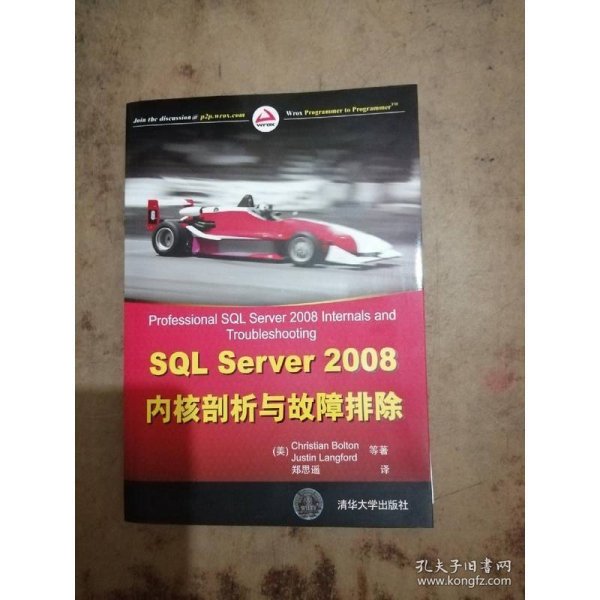 Join the discussion @ p2p.wrox.com
Wrox Programmer to Programmer™
wrox
Professional SQL Server 2008 Internals and
Troubleshooting
SQL Server 2008
内核剖析与故障排除
(美) Christian Bolton
Justin Langford 等著
郑思遥 译
WILEY
清华大学出版社
孔夫子旧书网
www.kongfz.com